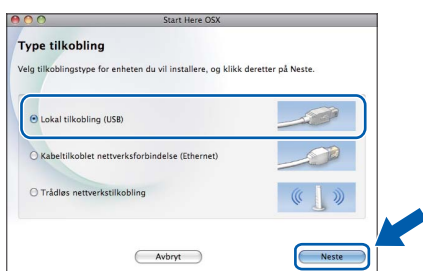 Start Here OSX
Type tilkobling
Velg tilkoblingstype for enheten du vil installere, og klikk deretter på Neste.
Lokal tilkobling (USB)
Kabeltilkoblet nettverksforbindelse (Ethernet)
Trådløs nettverkstilkobling
Avbryt
Neste